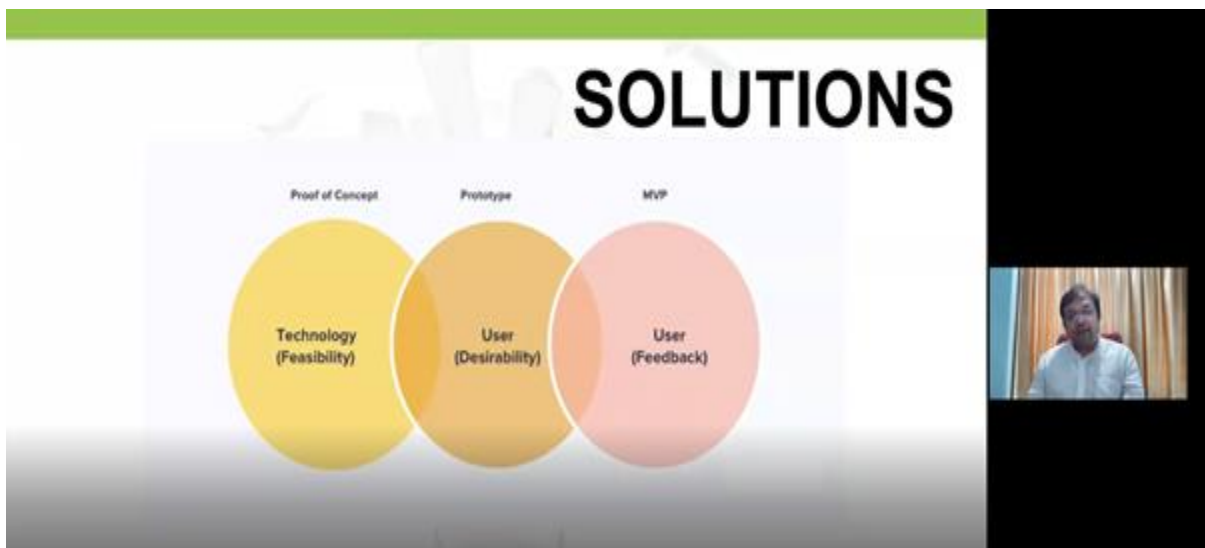 SOLUTIONS
Proof of Concept
Prototype
MVP
Technology
(Feasibility)
User
(Desirability)
User
(Feedback)